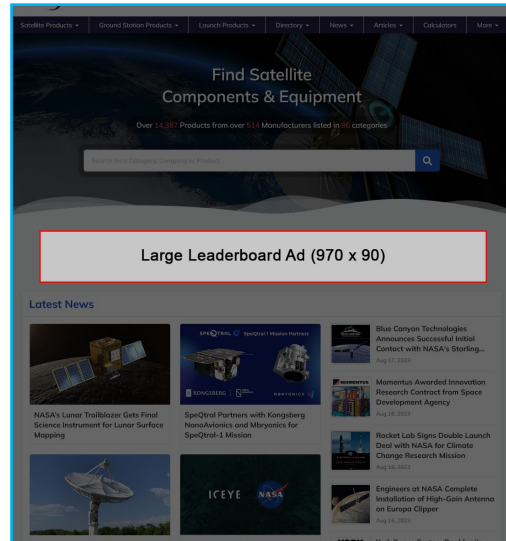 Satellite Products
Ground Station Products
Launch Products
Directory
News
Articles
Calculators
More
Find Satellite
Components & Equipment
Over 14,387 Products from over 514 Manufacturers listed in 96 categories
Search for a Category, Company or Product
Large Leaderboard Ad (970 x 90)
Latest News
NASA's Lunar Trailblazer Gets Final
Science Instrument for Lunar Surface
Mapping
SPEQTRAL SpeQtral 1 Mission Partners
KONGSBERG
MBRYONICS
SpeQtral Partners with Kongsberg
NanoAvionics and Mbryonics for
SpeQtral-1 Mission
ICEYE
NASA
Blue Canyon Technologies
Announces Successful Initial
Contact with NASA's Starling...
Aug 17, 2023
MOMENTUS
Momentus Awarded Innovation
Research Contract from Space
Development Agency
Aug 16, 2023
Rocket Lab Signs Double Launch
Deal with NASA for Climate
Change Research Mission
Aug 16, 2023
Engineers at NASA Complete
Installation of High-Gain Antenna
on Europa Clipper
Aug 16, 2023